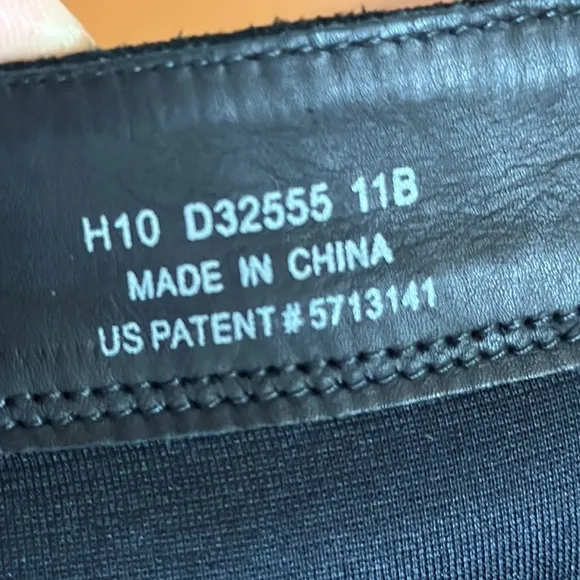 H10 D32555 11B
MADE IN CHINA
US PATENT # 5713141